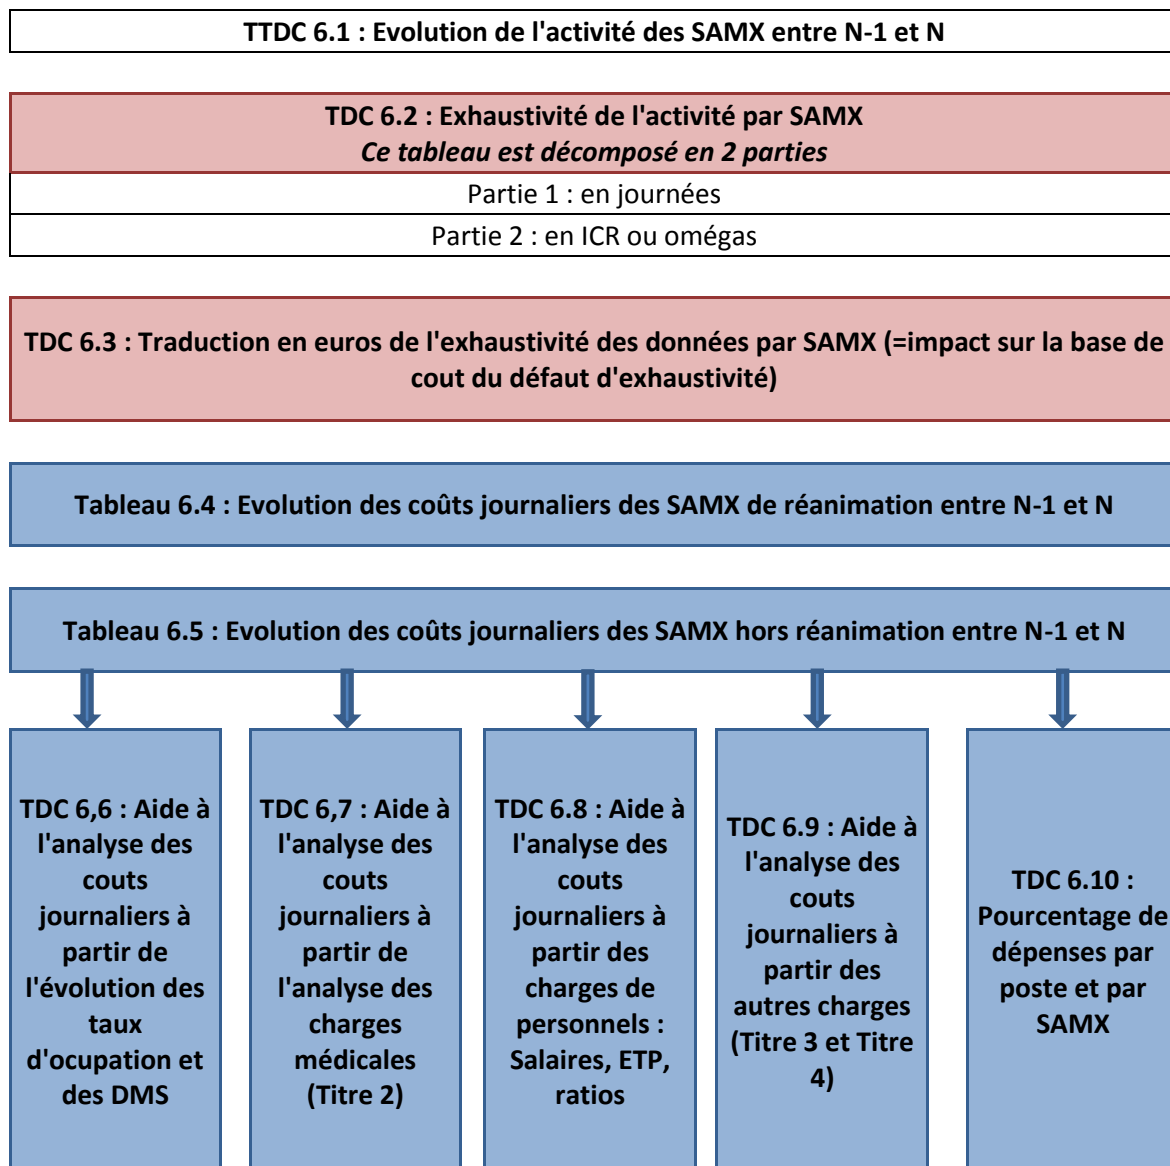 TTDC 6.1 : Evolution de l'activité des SAMX entre N-1 et N
TDC 6.2 : Exhaustivité de l'activité par SAMX
Ce tableau est décomposé en 2 parties
Partie 1 : en journées
Partie 2 : en ICR ou omégas
TDC 6.3 : Traduction en euros de l'exhaustivité des données par SAMX (=impact sur la base de
cout du défaut d'exhaustivité)
Tableau 6.4 : Evolution des coûts journaliers des SAMX de réanimation entre N-1 et N
Tableau 6.5 : Evolution des coûts journaliers des SAMX hors réanimation entre N-1 et N
TDC 6,6 : Aide à
l'analyse des
couts
journaliers à
partir de
l'évolution des
taux
d'ocupation et
des DMS
TDC 6,7 : Aide à
l'analyse des
couts
journaliers à
partir de
l'analyse des
charges
médicales
(Titre 2)
TDC 6.8 : Aide à
l'analyse des
couts
journaliers à
partir des
charges de
personnels :
Salaires, ETP,
ratios
TDC 6.9 : Aide à
l'analyse des
couts
journaliers à
partir des
autres charges
(Titre 3 et Titre
4)
TDC 6.10 :
Pourcentage de
dépenses par
poste et par
SAMX